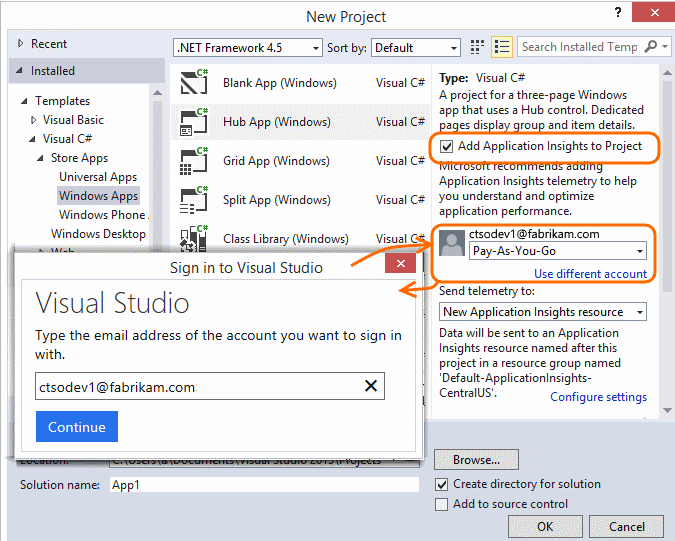 New Project
?
Recent
Installed
.NET Framework 4.5
Sort by:
Default
Search Installed Temp
Templates
Visual Basic
Visual C#
Store Apps
Universal Apps
Windows Apps
Windows Phone
Windows Desktop
Blank App (Windows) Visual C#
Hub App (Windows) Visual C#
Grid App (Windows) Visual C#
Split App (Windows) Visual C#
Class Library (Windows) Visual C#
C#
C#
C#
C#
C#
Type: Visual C#
A project for a three-page Windows
app that uses a Hub control. Dedicated
pages display group and item details.
Add Application Insights to Project
Microsoft recommends adding
Application Insights telemetry to help
you understand and optimize
application performance.
ctsodev1@fabrikam.com
Pay-As-You-Go
Use different account
Send telemetry to:
New Application Insights resource
Data will be sent to an Application
Insights resource named after this
project in a resource group named
'Default-ApplicationInsights-
CentralUS'.
Configure settings
Sign in to Visual Studio
Visual Studio
Type the email address of the account you want to sign in
with.
ctsodev1@fabrikam.com
Continue
Location:
C:\Users\a\Documents\Visual Studio 2013\Projects
Browse...
Solution name:
App1
Create directory for solution
Add to source control
OK
Cancel